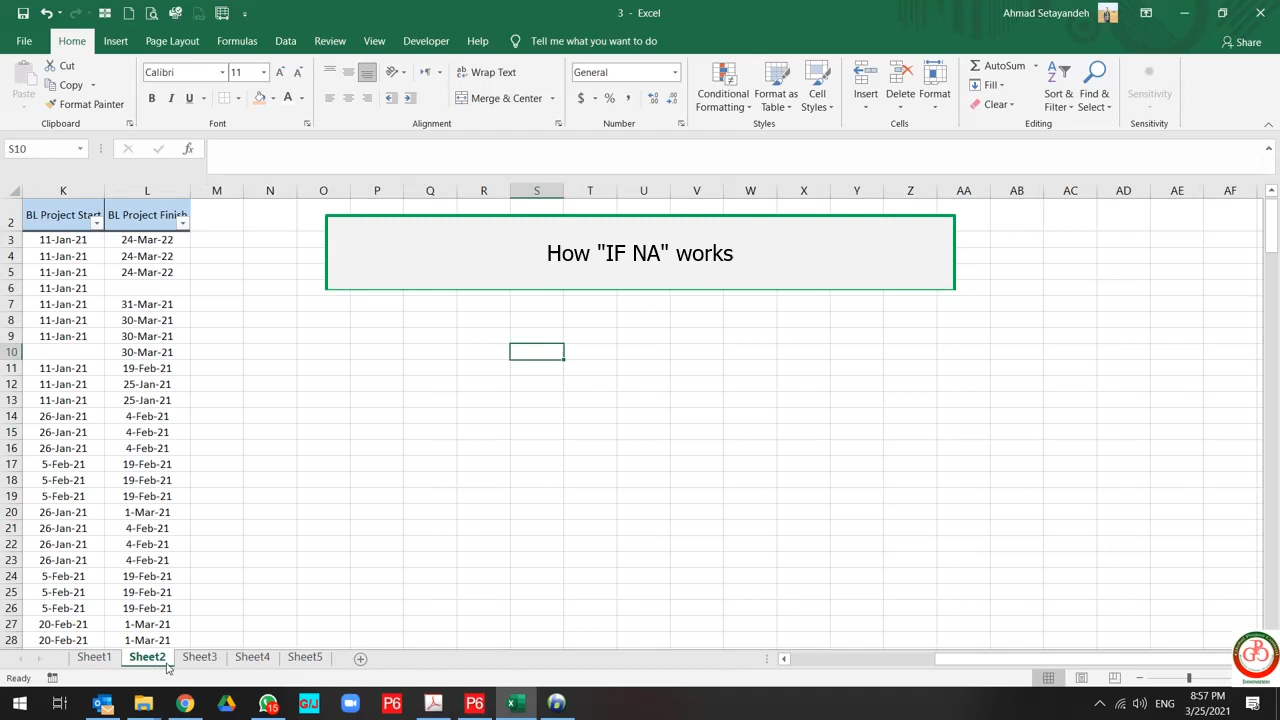 3 - Excel
Ahmad Setayandeh
File Home Insert Page Layout Formulas Data Review View Developer Help Tell me what you want to do Share
Paste Cut Copy Format Painter Clipboard
Calibri 11 B I U A Font
Wrap Text Merge & Center Alignment
General $ % , Number
Conditional Formatting Format as Table Cell Styles Styles
Insert Delete Format Cells
AutoSum Fill Clear Sort & Filter Find & Select Editing
Sensitivity Sensitivity
S10 fx
K L M N O P Q R S T U V W X Y Z AA AB AC AD AE AF
2 BL Project Start BL Project Finish
How "IF NA" works
3 11-Jan-21 24-Mar-22
4 11-Jan-21 24-Mar-22
5 11-Jan-21 24-Mar-22
6 11-Jan-21
7 11-Jan-21 31-Mar-21
8 11-Jan-21 30-Mar-21
9 11-Jan-21 30-Mar-21
10 30-Mar-21
11 11-Jan-21 19-Feb-21
12 11-Jan-21 25-Jan-21
13 11-Jan-21 25-Jan-21
14 26-Jan-21 4-Feb-21
15 26-Jan-21 4-Feb-21
16 26-Jan-21 4-Feb-21
17 5-Feb-21 19-Feb-21
18 5-Feb-21 19-Feb-21
19 5-Feb-21 19-Feb-21
20 26-Jan-21 1-Mar-21
21 26-Jan-21 4-Feb-21
22 26-Jan-21 4-Feb-21
23 26-Jan-21 4-Feb-21
24 5-Feb-21 19-Feb-21
25 5-Feb-21 19-Feb-21
26 5-Feb-21 19-Feb-21
27 20-Feb-21 1-Mar-21
28 20-Feb-21 1-Mar-21
Sheet1 Sheet2 Sheet3 Sheet4 Sheet5
Ready
15 G/J P6 P6 ENG
8:57 PM
3/25/2021